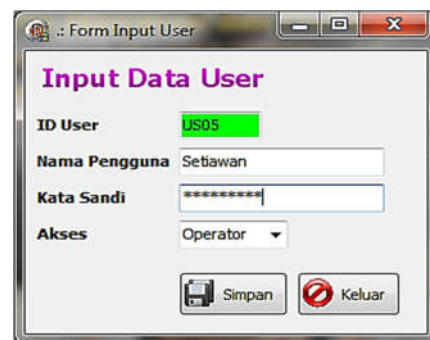 .: Form Input User
Input Data User
ID User US05
Nama Pengguna Setiawan
Kata Sandi *********
Akses Operator
Simpan Keluar